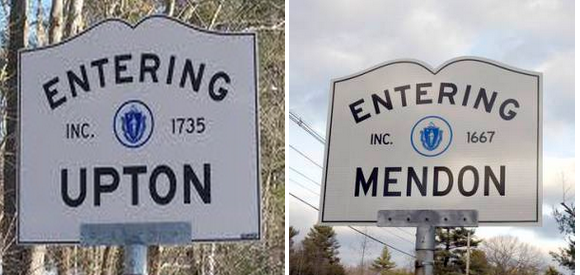 ENTERING
INC. 1735
UPTON
ENTERING
INC. 1667
MENDON